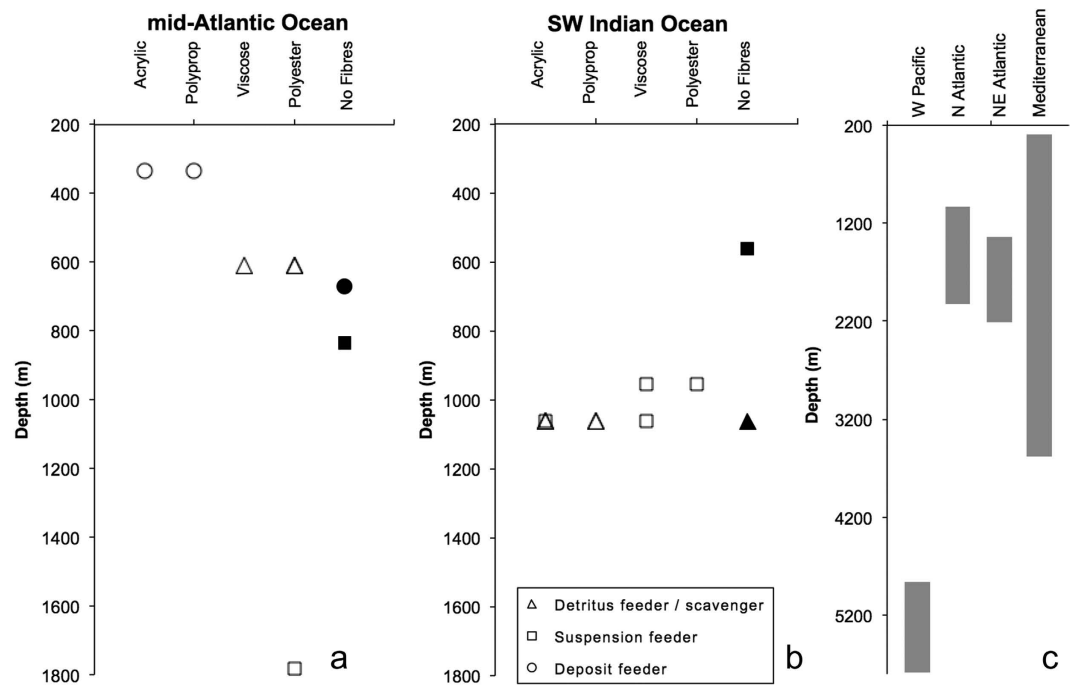 mid-Atlantic Ocean
Acrylic
Polyprop
Viscose
Polyester
No Fibres
200
400
600
800
1000
1200
1400
1600
1800
Depth (m)
a
SW Indian Ocean
Acrylic
Polyprop
Viscose
Polyester
No Fibres
200
400
600
800
1000
1200
1400
1600
1800
Depth (m)
Detritus feeder / scavenger
Suspension feeder
Deposit feeder
b
W Pacific
N Atlantic
NE Atlantic
Mediterranean
200
1200
2200
3200
4200
5200
Depth (m)
c